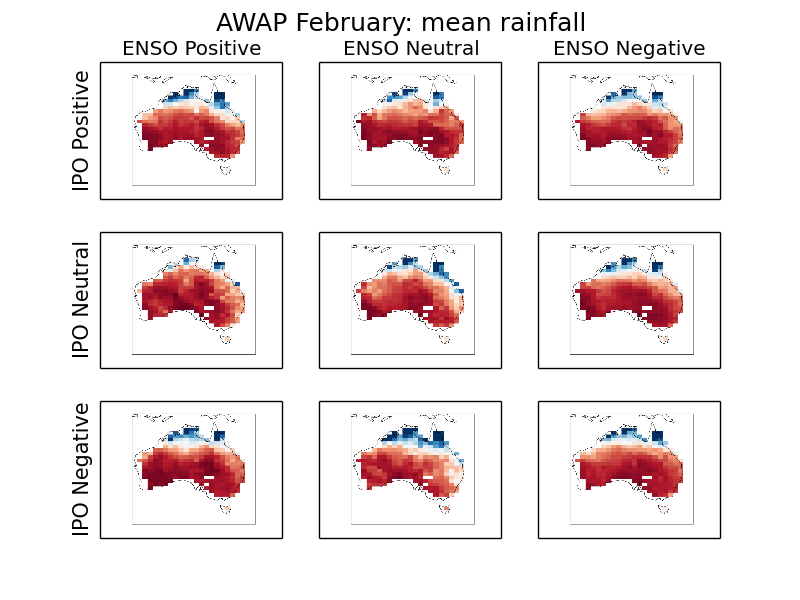 AWAP February: mean rainfall
ENSO Positive
ENSO Neutral
ENSO Negative
IPO Positive
IPO Neutral
IPO Negative